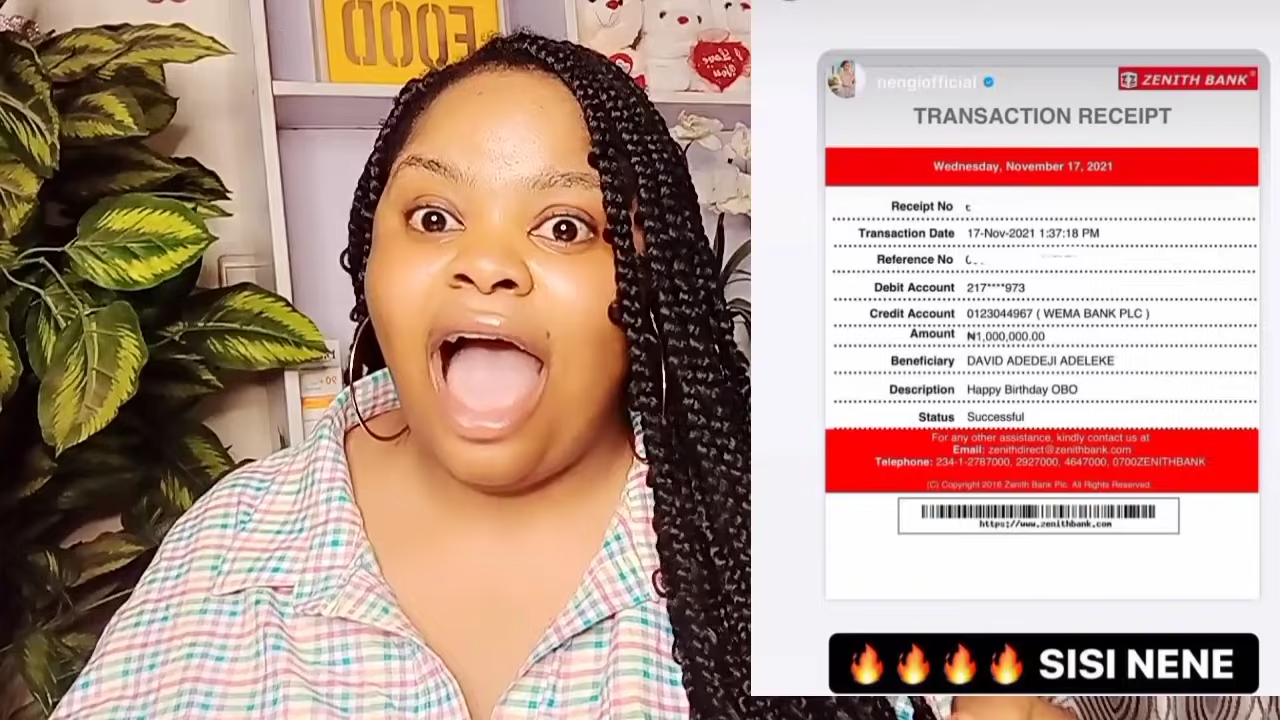 FOOD
I Love
You
nengiofficial
ZENITH BANK
TRANSACTION RECEIPT
Wednesday, November 17, 2021
Receipt No
Transaction Date 17-Nov-2021 1:37:18 PM
Reference No
Debit Account 217****973
Credit Account 0123044967 ( WEMA BANK PLC )
Amount ₦1,000,000.00
Beneficiary DAVID ADEDEJI ADELEKE
Description Happy Birthday OBO
Status Successful
For any other assistance, kindly contact us at
Email: zenithdirect@zenithbank.com
Telephone: 234-1-2787000, 2927000, 4647000, 0700ZENITHBANK
(C) Copyright 2016 Zenith Bank Plc. All Rights Reserved.
https://www.zenithbank.com
🔥🔥🔥🔥 SISI NENE